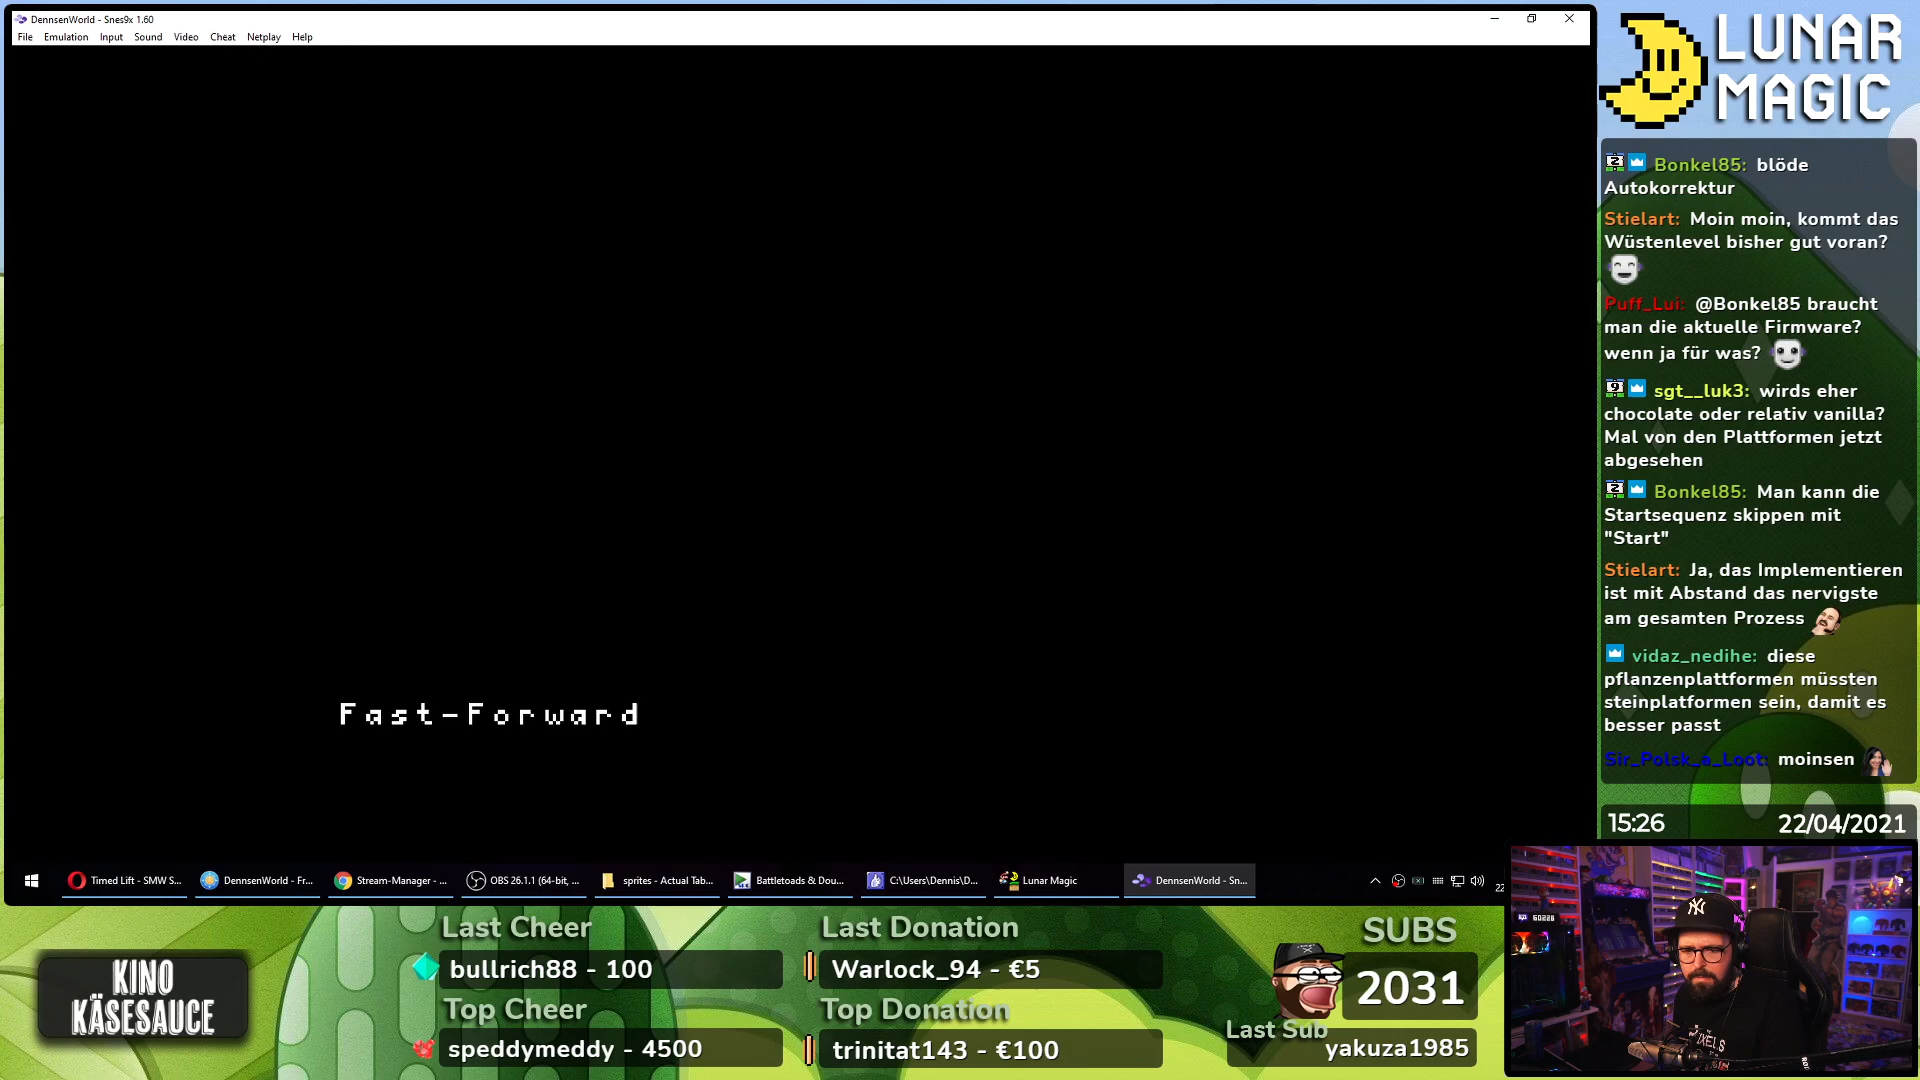 DennsenWorld - Snes9x 1.60
File Emulation Input Sound Video Cheat Netplay Help
Fast-Forward
Timed Lift - SMW S...
DennsenWorld - Fr...
Stream-Manager - ...
OBS 26.1.1 (64-bit, ...
sprites - Actual Tab...
Battletoads & Dou...
C:\Users\Dennis\D...
Lunar Magic
DennsenWorld - Sn...
22
LUNAR
MAGIC
Bonkel85: blöde
Autokorrektur
Stielart: Moin moin, kommt das
Wüstenlevel bisher gut voran?
Puff_Lui: @Bonkel85 braucht
man die aktuelle Firmware?
wenn ja für was?
sgt__luk3: wirds eher
chocolate oder relativ vanilla?
Mal von den Plattformen jetzt
abgesehen
Bonkel85: Man kann die
Startsequenz skippen mit
"Start"
Stielart: Ja, das Implementieren
ist mit Abstand das nervigste
am gesamten Prozess
vidaz_nedihe: diese
pflanzenplattformen müssten
steinplatformen sein, damit es
besser passt
Sir_Polsk_a_Loot: moinsen
15:26 22/04/2021
KINO
KÄSESAUCE
Last Cheer
bullrich88 - 100
Top Cheer
speddymeddy - 4500
Last Donation
Warlock_94 - €5
Top Donation
trinitat143 - €100
SUBS
2031
Last Sub
yakuza1985